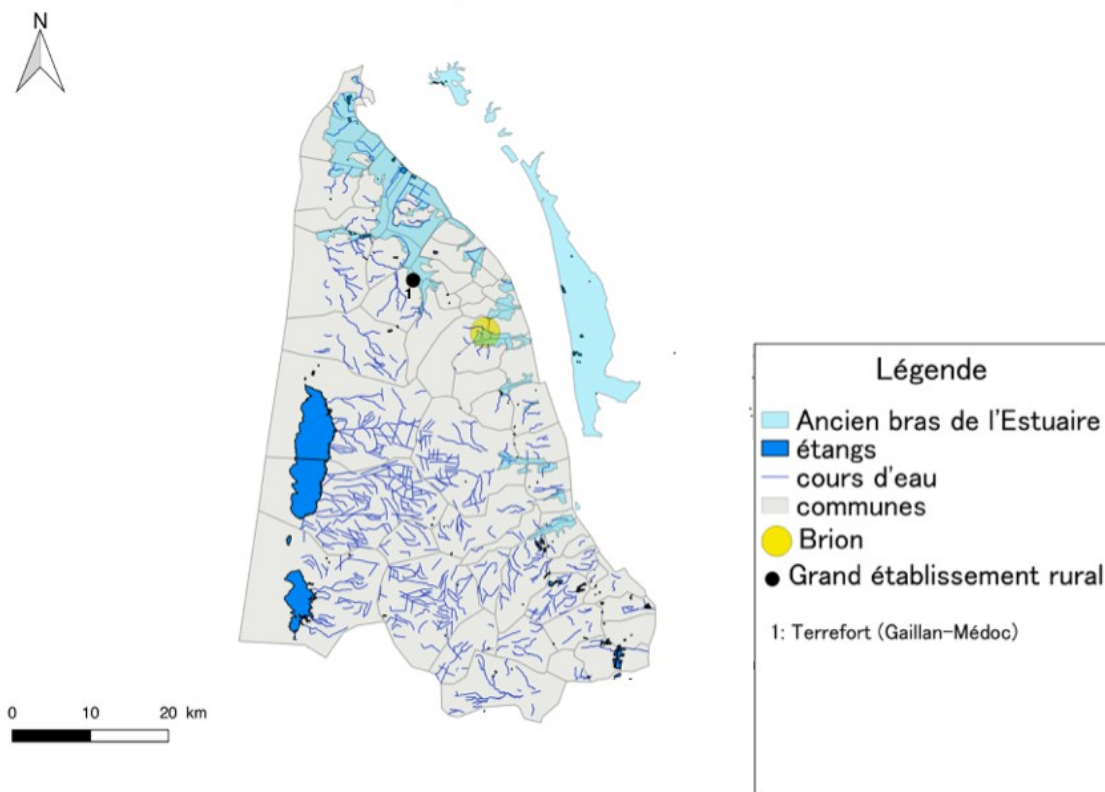 N
1
0 10 20 km
Légende
Ancien bras de l'Estuaire
étangs
cours d'eau
communes
Brion
Grand établissement rural
1: Terrefort (Gaillan-Médoc)